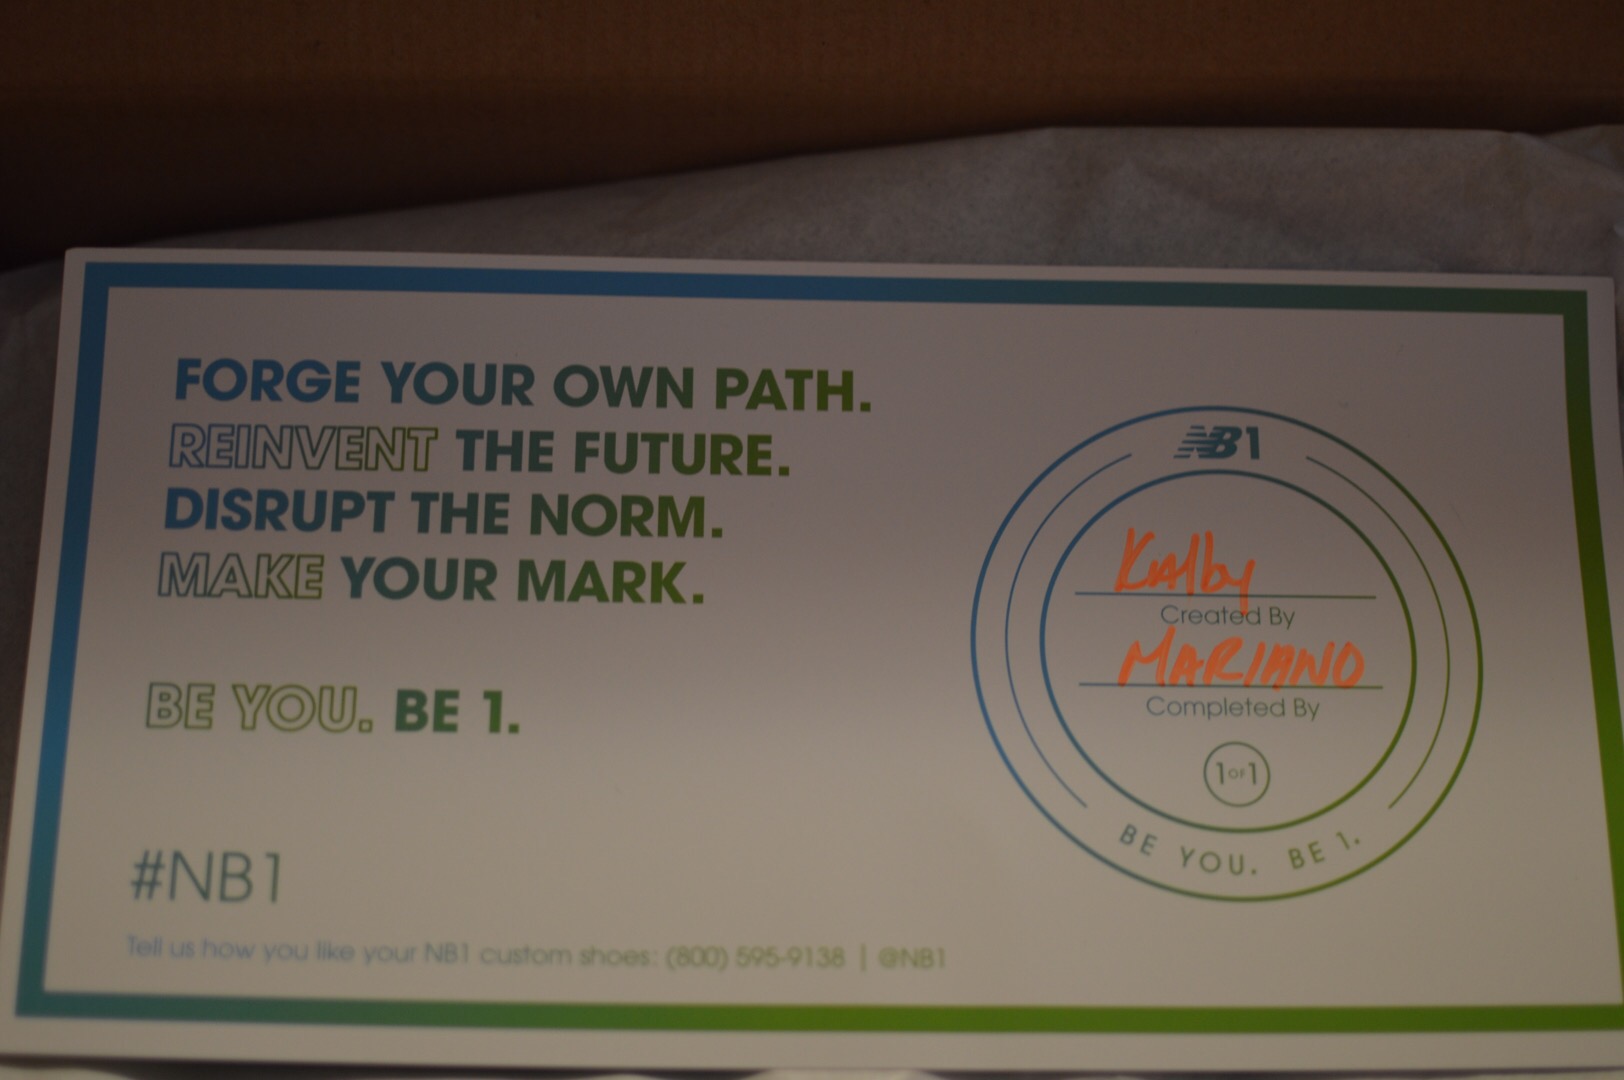 FORGE YOUR OWN PATH.
REINVENT THE FUTURE.
DISRUPT THE NORM.
MAKE YOUR MARK.
BE YOU. BE 1.
#NB1
Tell us how you like your NB1 custom shoes: (800) 595-9138 | @NB1
NB1
Kalby
Created By
MARIANO
Completed By
1 OF 1
BE YOU. BE 1.